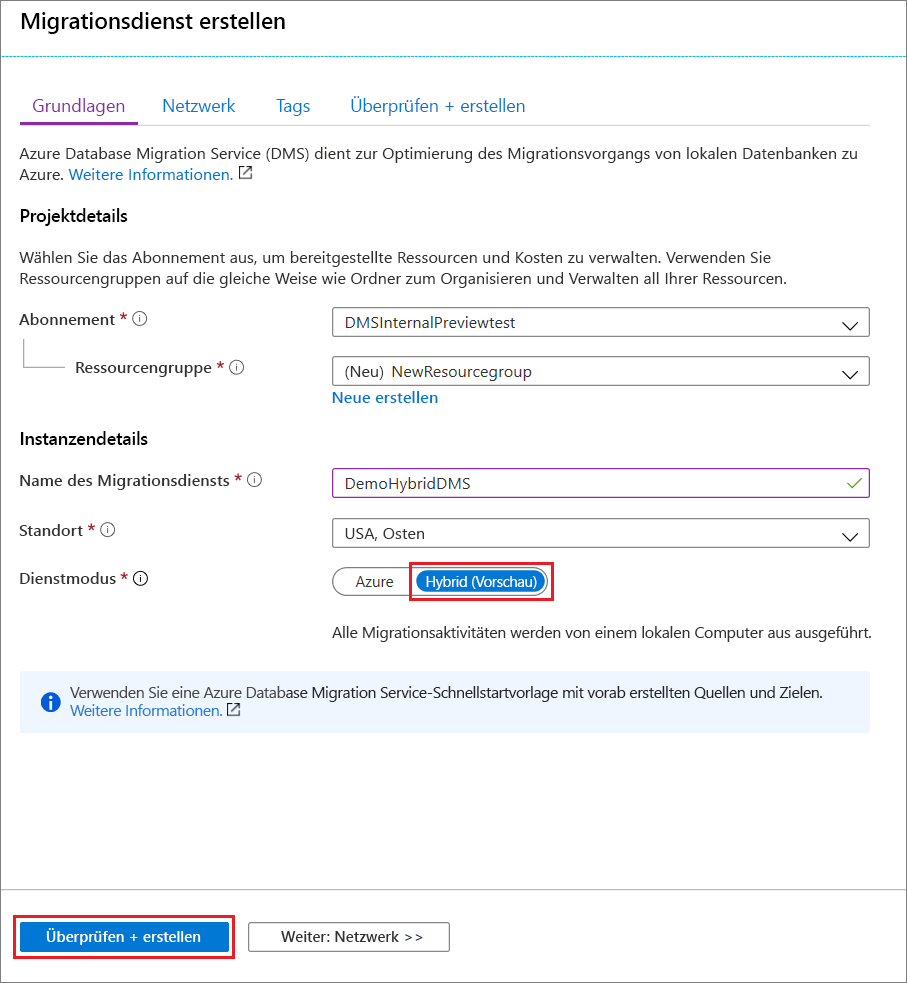 Migrationsdienst erstellen
Grundlagen Netzwerk Tags Überprüfen + erstellen
Azure Database Migration Service (DMS) dient zur Optimierung des Migrationsvorgangs von lokalen Datenbanken zu
Azure. Weitere Informationen.
Projektdetails
Wählen Sie das Abonnement aus, um bereitgestellte Ressourcen und Kosten zu verwalten. Verwenden Sie
Ressourcengruppen auf die gleiche Weise wie Ordner zum Organisieren und Verwalten all Ihrer Ressourcen.
Abonnement * DMSInternalPreviewtest
Ressourcengruppe * (Neu) NewResourcegroup
Neue erstellen
Instanzendetails
Name des Migrationsdiensts * DemoHybridDMS
Standort * USA, Osten
Dienstmodus * Azure Hybrid (Vorschau)
Alle Migrationsaktivitäten werden von einem lokalen Computer aus ausgeführt.
Verwenden Sie eine Azure Database Migration Service-Schnellstartvorlage mit vorab erstellten Quellen und Zielen.
Weitere Informationen.
Überprüfen + erstellen Weiter: Netzwerk >>